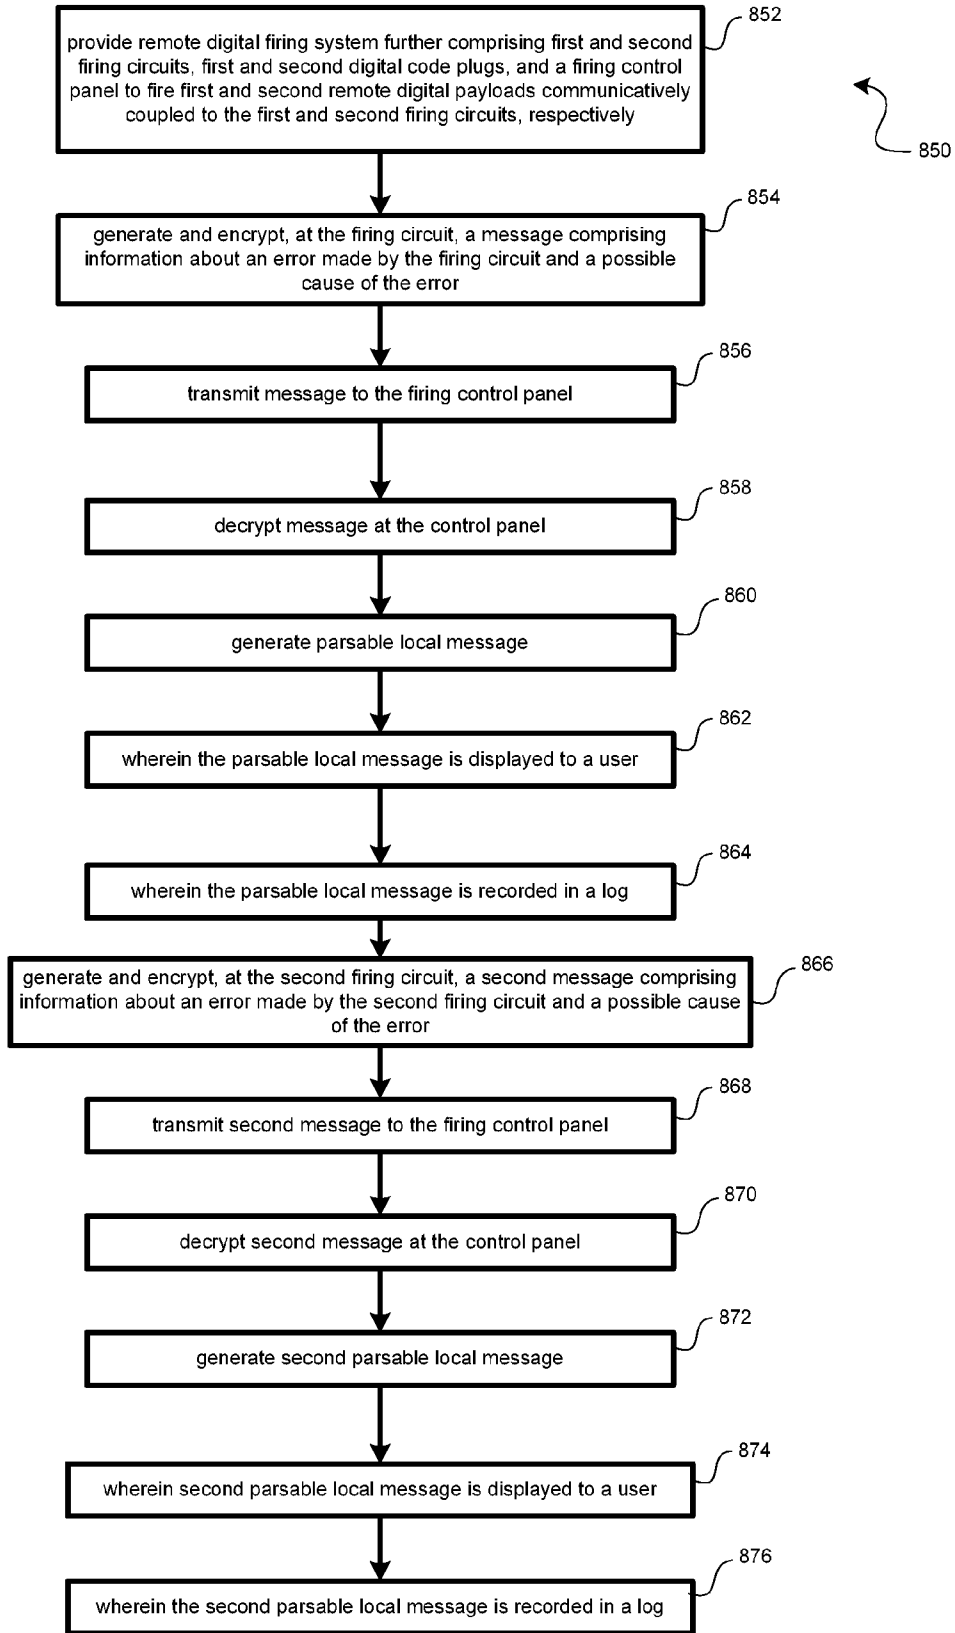 852
provide remote digital firing system further comprising first and second
firing circuits, first and second digital code plugs, and a firing control
panel to fire first and second remote digital payloads communicatively
coupled to the first and second firing circuits, respectively
850
854
generate and encrypt, at the firing circuit, a message comprising
information about an error made by the firing circuit and a possible
cause of the error
856
transmit message to the firing control panel
858
decrypt message at the control panel
860
generate parsable local message
862
wherein the parsable local message is displayed to a user
864
wherein the parsable local message is recorded in a log
866
generate and encrypt, at the second firing circuit, a second message comprising
information about an error made by the second firing circuit and a possible cause
of the error
868
transmit second message to the firing control panel
870
decrypt second message at the control panel
872
generate second parsable local message
874
wherein second parsable local message is displayed to a user
876
wherein the second parsable local message is recorded in a log